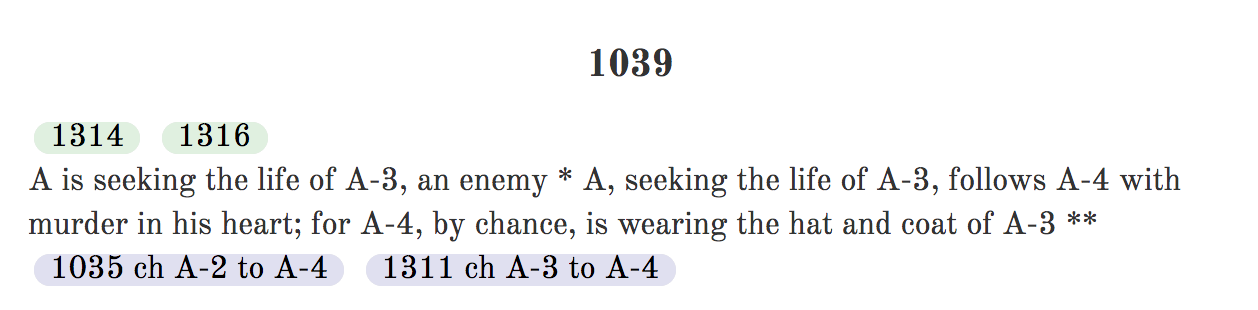 1039
1314 1316
A is seeking the life of A-3, an enemy * A, seeking the life of A-3, follows A-4 with
murder in his heart; for A-4, by chance, is wearing the hat and coat of A-3 **
1035 ch A-2 to A-4 1311 ch A-3 to A-4